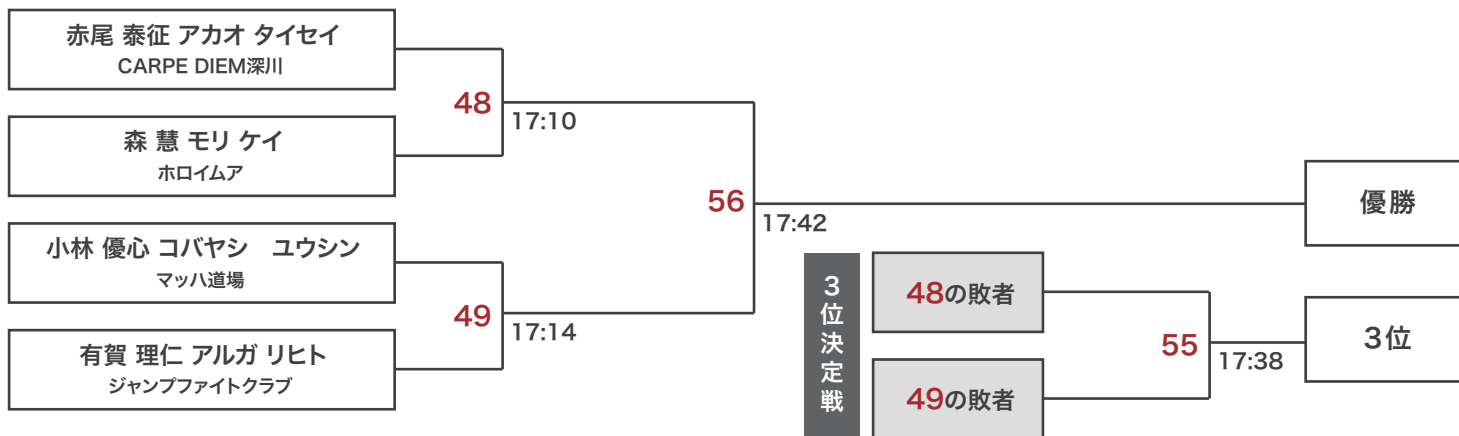 赤尾 泰征 アカオ タイセイ
CARPE DIEM深川
森 慧 モリ ケイ
ホロイムア
小林 優心 コバヤシ　ユウシン
マッハ道場
有賀 理仁 アルガ リヒト
ジャンプファイトクラブ
48
17:10
49
17:14
56
17:42
優勝
3位決定戦
48の敗者
49の敗者
55
17:38
3位